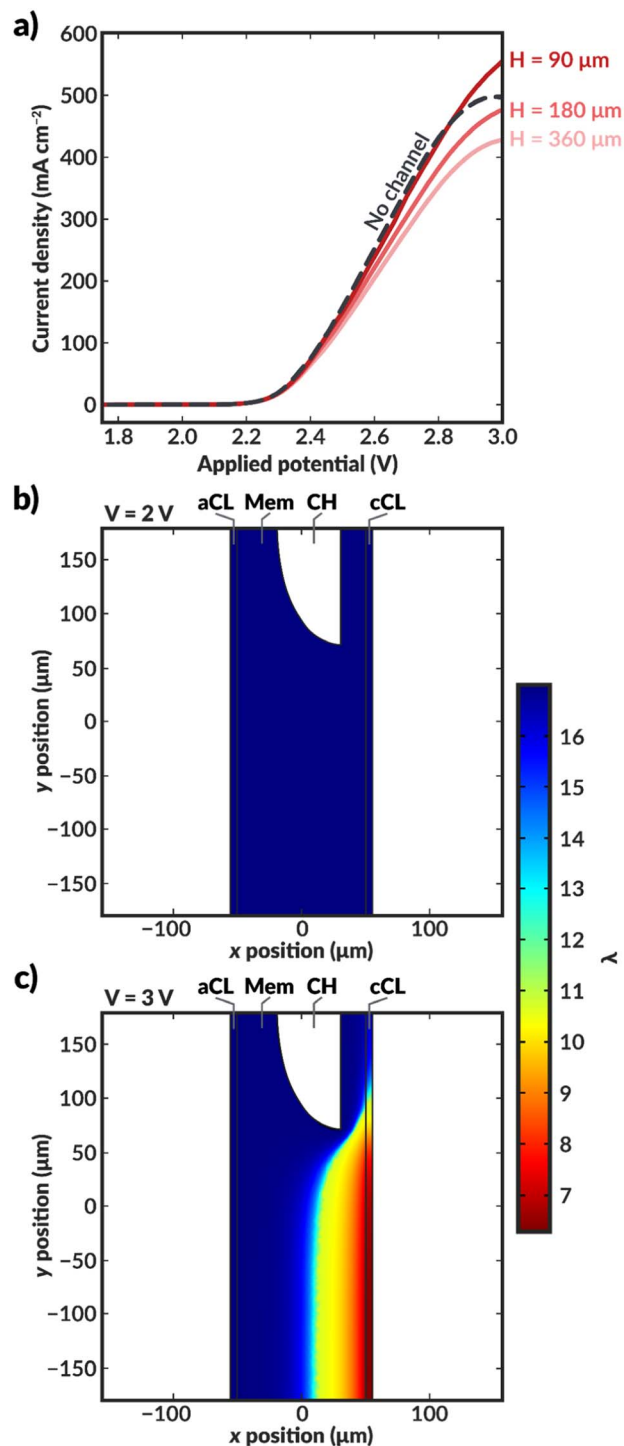 a)
600
500
400
300
200
100
0
Current density (mA cm⁻²)
No channel
H = 90 µm
H = 180 µm
H = 360 µm
1.8 2.0 2.2 2.4 2.6 2.8 3.0
Applied potential (V)
b)
V = 2 V
aCL Mem CH cCL
150
100
50
0
−50
−100
−150
y position (µm)
−100 0 100
x position (µm)
16
15
14
13
12
11
10
9
8
7
λ
c)
V = 3 V
aCL Mem CH cCL
150
100
50
0
−50
−100
−150
y position (µm)
−100 0 100
x position (µm)